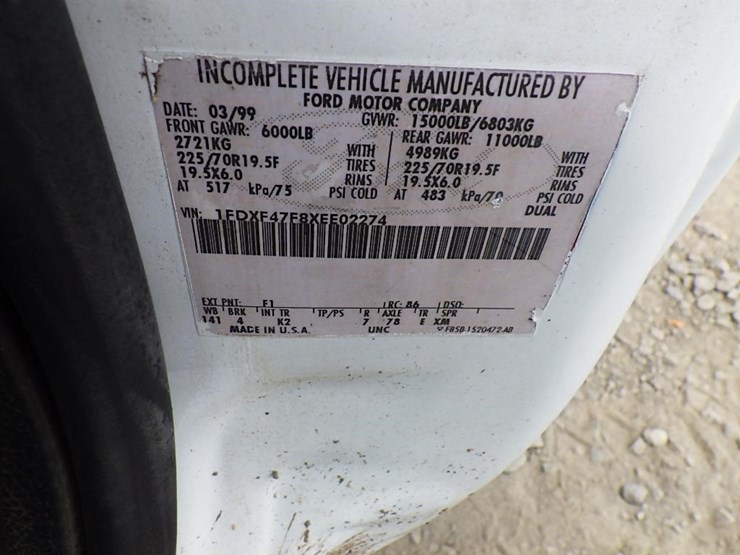 INCOMPLETE VEHICLE MANUFACTURED BY
FORD MOTOR COMPANY
DATE: 03/99 GVWR: 15000LB/6803KG
FRONT GAWR: 6000LB REAR GAWR: 11000LB
2721KG WITH 4989KG WITH
225/70R19.5F TIRES 225/70R19.5F TIRES
19.5X6.0 RIMS 19.5X6.0 RIMS
AT 517 kPa/75 PSI COLD AT 483 kPa/70 PSI COLD
DUAL
VIN: 1FDXF47F8XEE02274
EXT PNT: F1 RC: 86 DSO:
WB BRK INT TR TP/PS R AXLE TR SPR
141 4 K2 7 78 E XM
MADE IN U.S.A. UNC F85B-1520472-AB